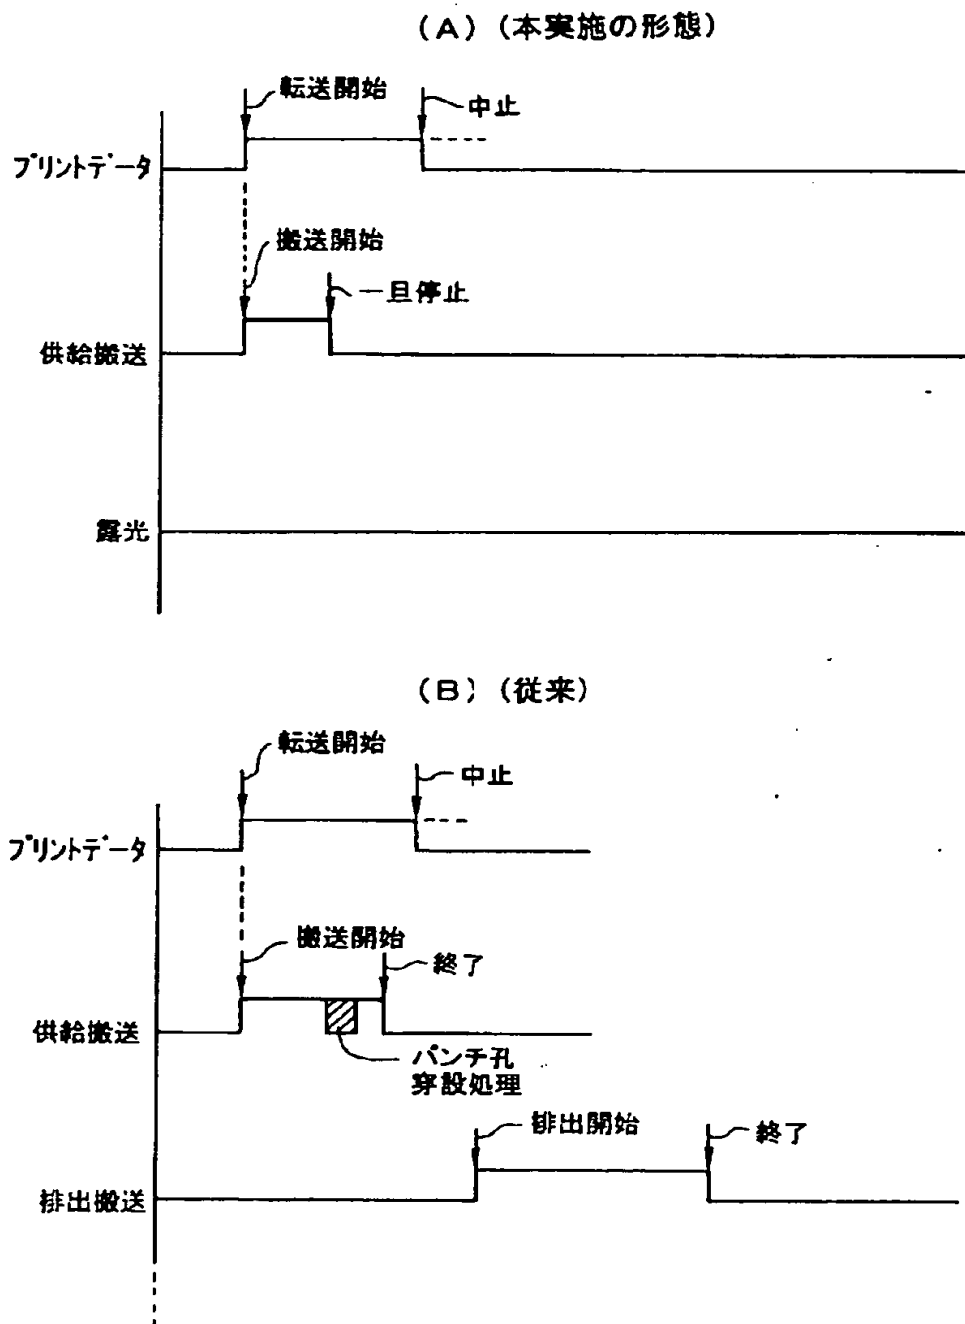 (A) (本実施の形態)
転送開始
中止
プリントデータ
搬送開始
一旦停止
供給搬送
露光
(B) (従来)
転送開始
中止
プリントデータ
搬送開始
終了
供給搬送
パンチ孔
穿設処理
排出開始
終了
排出搬送